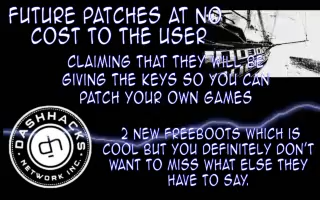 FUTURE PATCHES AT NO
COST TO THE USER
CLAIMING THAT THEY WILL BE
GIVING THE KEYS SO YOU CAN
PATCH YOUR OWN GAMES
2 NEW FREEBOOTS WHICH IS
COOL BUT YOU DEFINITELY DON'T
WANT TO MISS WHAT ELSE THEY
HAVE TO SAY.
DASHHACKS
dh
NETWORK INC.